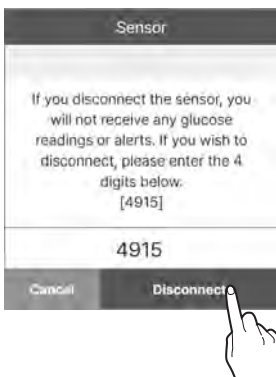 Sensor
If you disconnect the sensor, you
will not receive any glucose
readings or alerts. If you wish to
disconnect, please enter the 4
digits below.
[4915]
4915
Cancel
Disconnect